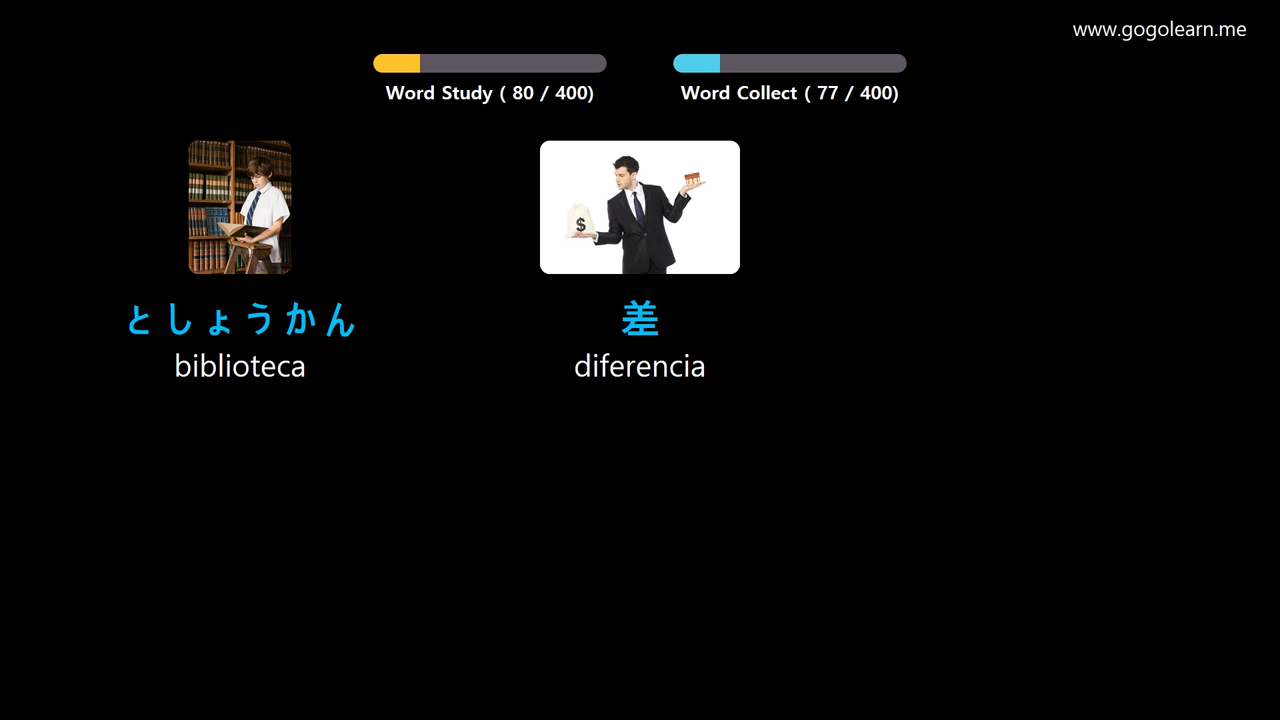 www.gogolearn.me
Word Study ( 80 / 400)
Word Collect ( 77 / 400)
$
としょうかん
biblioteca
差
diferencia